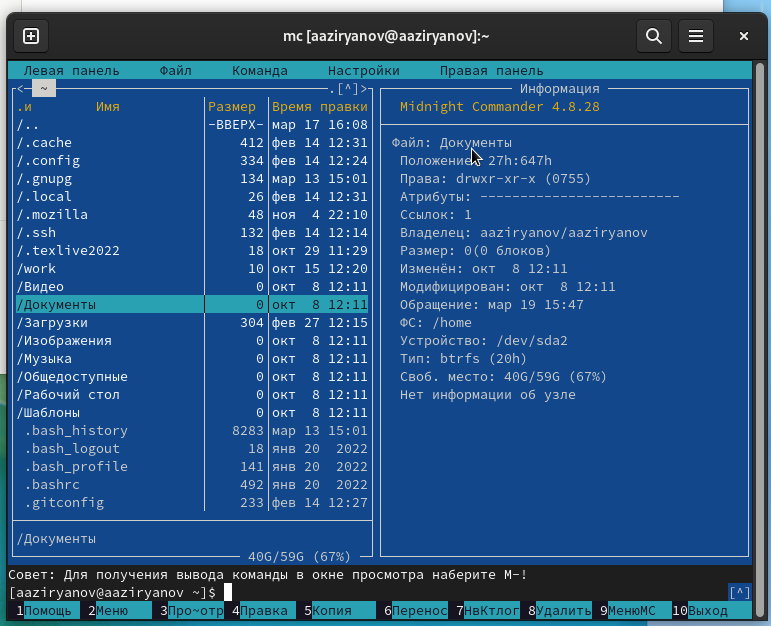 mc [aaziryanov@aaziryanov]:~
Левая панель Файл Команда Настройки Правая панель
<─ ~ .[^]>
.и Имя Размер Время правки
/.. -ВВЕРХ- мар 17 16:08
/.cache 412 фев 14 12:31
/.config 334 фев 14 12:24
/.gnupg 134 мар 13 15:01
/.local 26 фев 14 12:31
/.mozilla 48 ноя 4 22:10
/.ssh 132 фев 14 12:14
/.texlive2022 18 окт 29 11:29
/work 10 окт 15 12:20
/Видео 0 окт 8 12:11
/Документы 0 окт 8 12:11
/Загрузки 304 фев 27 12:15
/Изображения 0 окт 8 12:11
/Музыка 0 окт 8 12:11
/Общедоступные 0 окт 8 12:11
/Рабочий стол 0 окт 8 12:11
/Шаблоны 0 окт 8 12:11
.bash_history 8283 мар 13 15:01
.bash_logout 18 янв 20 2022
.bash_profile 141 янв 20 2022
.bashrc 492 янв 20 2022
.gitconfig 233 фев 14 12:27
/Документы
40G/59G (67%)
Информация
Midnight Commander 4.8.28
Файл: Документы
Положение: 27h:647h
Права: drwxr-xr-x (0755)
Атрибуты: -------------------------
Ссылок: 1
Владелец: aaziryanov/aaziryanov
Размер: 0(0 блоков)
Изменён: окт 8 12:11
Модифицирован: окт 8 12:11
Обращение: мар 19 15:47
ФС: /home
Устройство: /dev/sda2
Тип: btrfs (20h)
Своб. место: 40G/59G (67%)
Нет информации об узле
Совет: Для получения вывода команды в окне просмотра наберите M-!
[aaziryanov@aaziryanov ~]$ [^]
1Помощь 2Меню 3Про~отр 4Правка 5Копия 6Перенос 7НвКтлог 8Удалить 9МенюMC 10Выход